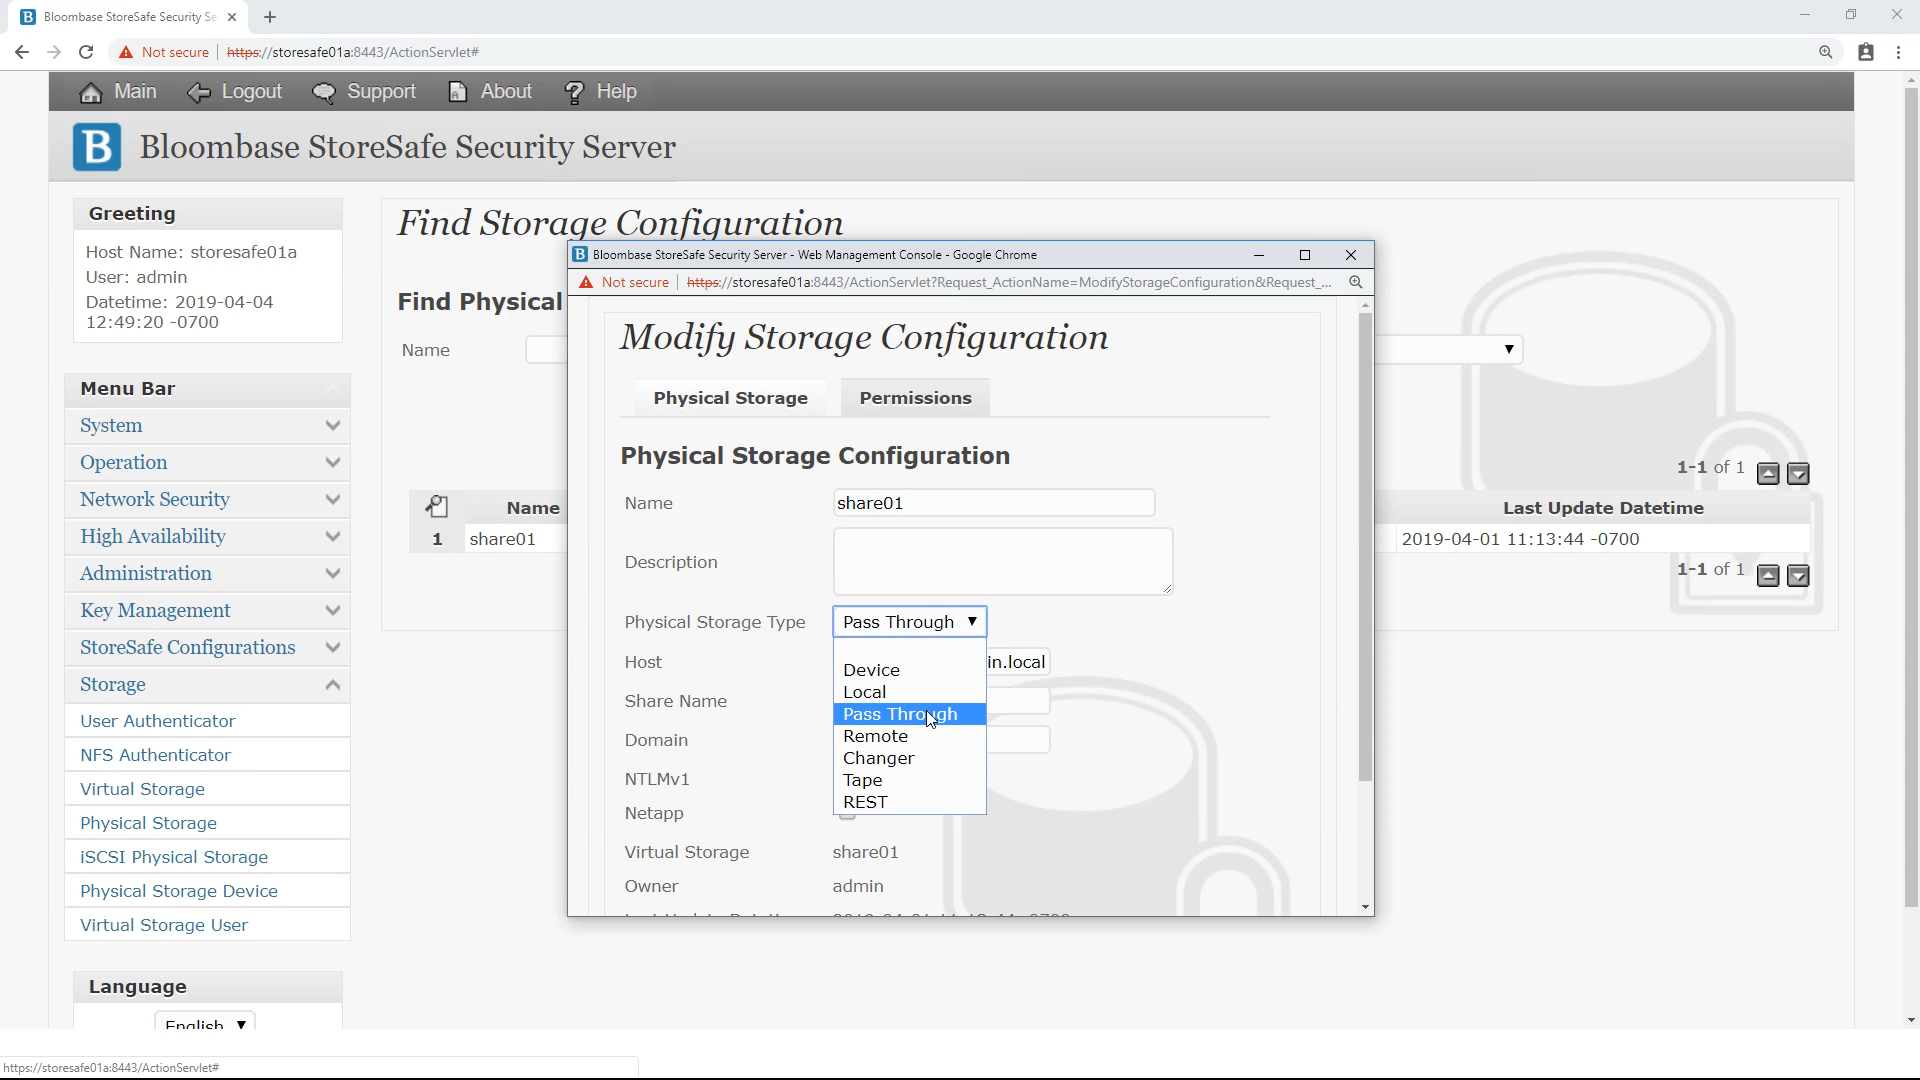 Bloombase StoreSafe Security Se
Not secure https://storesafe01a:8443/ActionServlet#
Main Logout Support About Help
B Bloombase StoreSafe Security Server
Greeting
Host Name: storesafe01a
User: admin
Datetime: 2019-04-04
12:49:20 -0700
Menu Bar
System
Operation
Network Security
High Availability
Administration
Key Management
StoreSafe Configurations
Storage
User Authenticator
NFS Authenticator
Virtual Storage
Physical Storage
iSCSI Physical Storage
Physical Storage Device
Virtual Storage User
Language
English
Find Storage Configuration
Find Physical
Name
1-1 of 1
Name Last Update Datetime
1 share01 2019-04-01 11:13:44 -0700
1-1 of 1
Bloombase StoreSafe Security Server - Web Management Console - Google Chrome
Not secure https://storesafe01a:8443/ActionServlet?Request_ActionName=ModifyStorageConfiguration&Request_...
Modify Storage Configuration
Physical Storage Permissions
Physical Storage Configuration
Name share01
Description
Physical Storage Type Pass Through
Device
Local
Pass Through
Remote
Changer
Tape
REST
Host in.local
Share Name
Domain
NTLMv1
Netapp
Virtual Storage share01
Owner admin
https://storesafe01a:8443/ActionServlet#